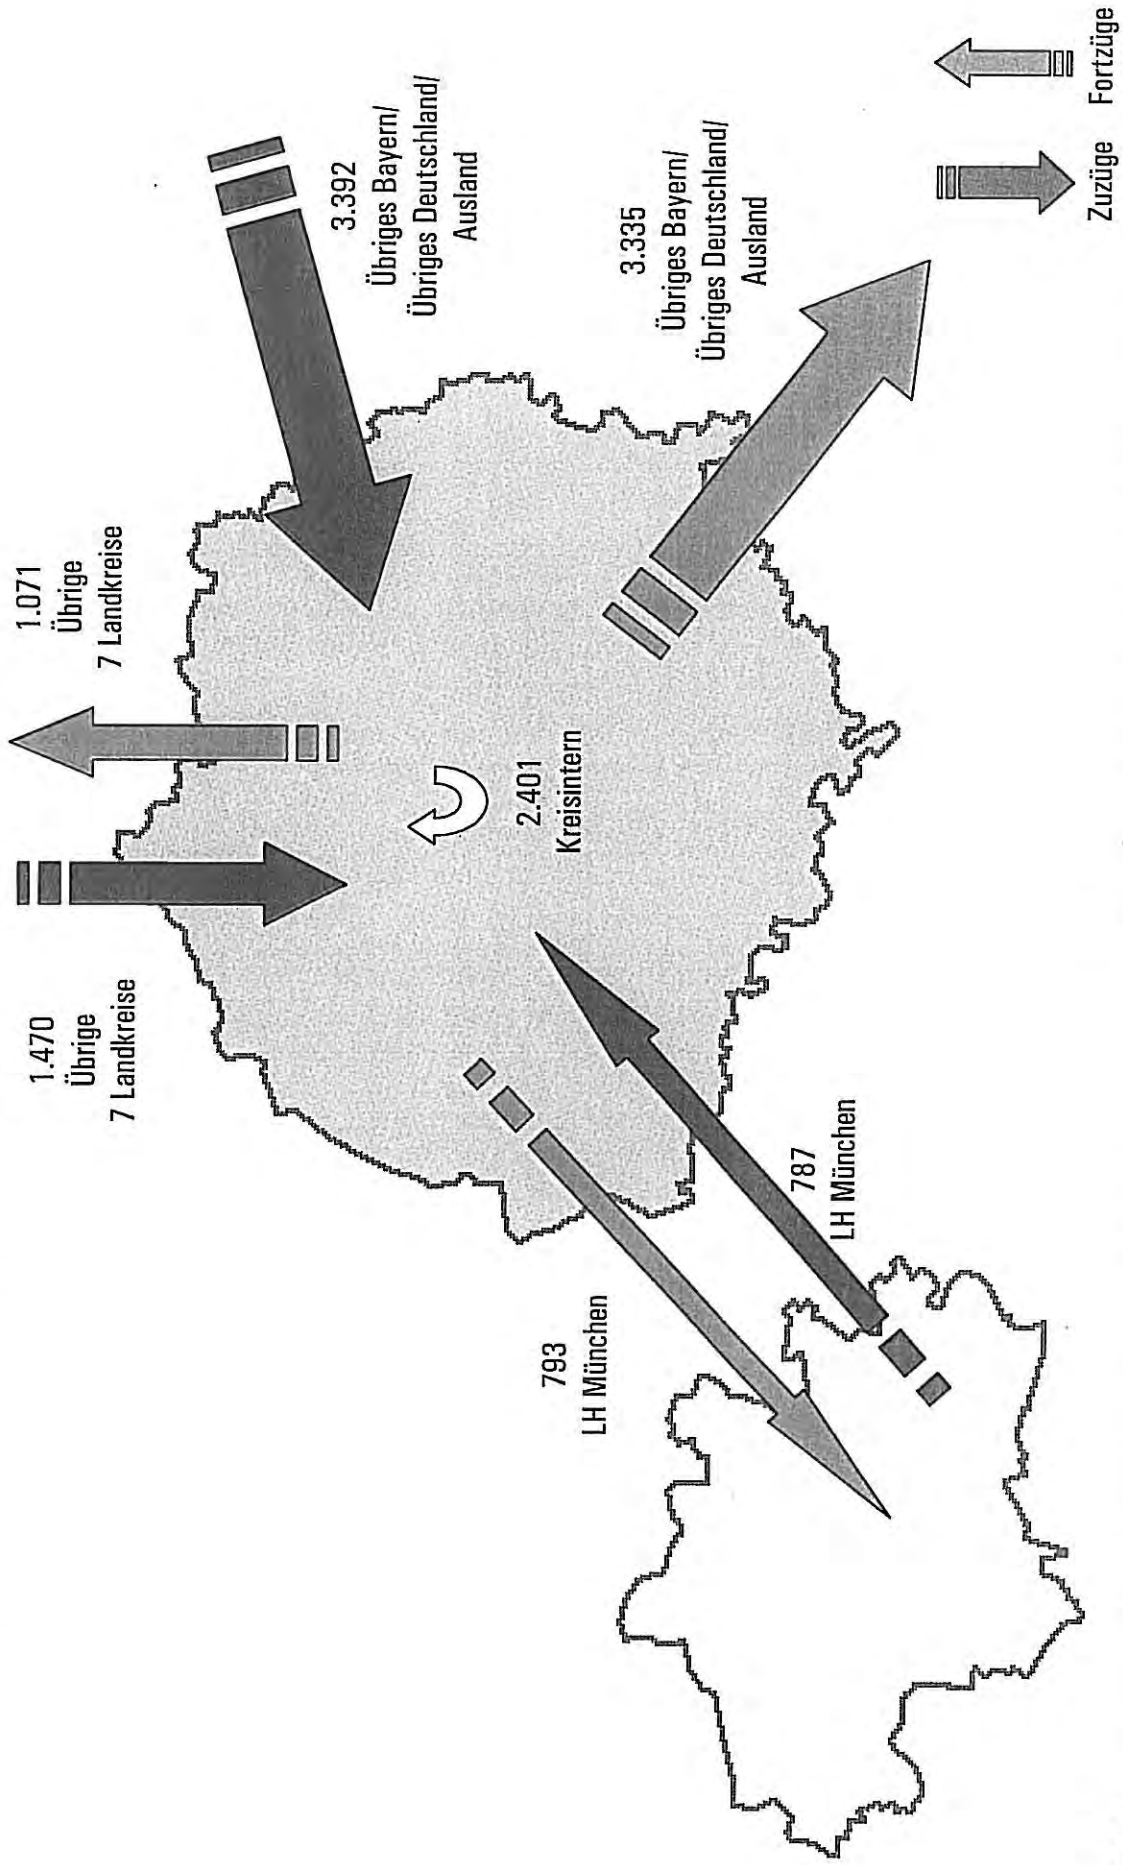 1.470
Übrige
7 Landkreise
1.071
Übrige
7 Landkreise
3.392
Übriges Bayern/
Übriges Deutschland/
Ausland
2.401
Kreisintern
793
LH München
787
LH München
3.335
Übriges Bayern/
Übriges Deutschland/
Ausland
Zuzüge
Fortzüge